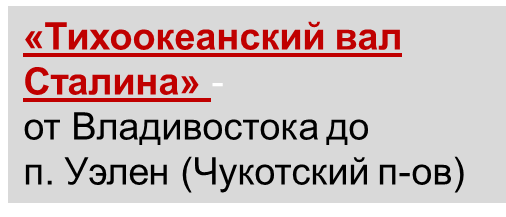 «Тихоокеанский вал
Сталина» -
от Владивостока до
п. Уэлен (Чукотский п-ов)